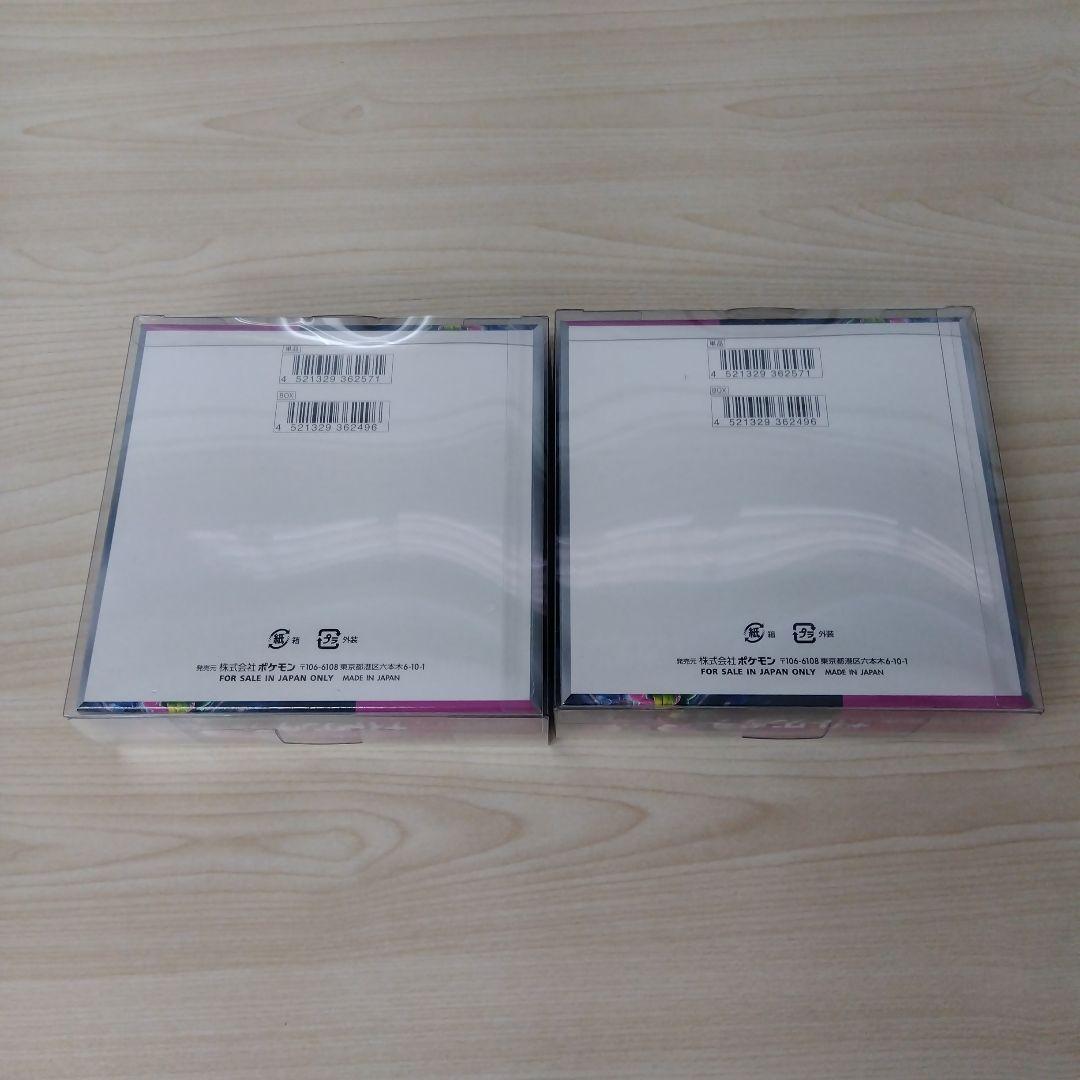 単品
4 521329 362571
BOX
4 521329 362496
紙 箱 プラ 外装
発売元 株式会社 ポケモン 〒106-6108 東京都港区六本木6-10-1
FOR SALE IN JAPAN ONLY MADE IN JAPAN
単品
4 521329 362571
BOX
4 521329 362496
紙 箱 プラ 外装
発売元 株式会社 ポケモン 〒106-6108 東京都港区六本木6-10-1
FOR SALE IN JAPAN ONLY MADE IN JAPAN